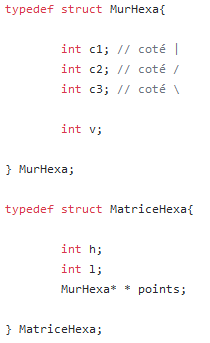 typedef struct MurHexa{
int c1; // coté |
int c2; // coté /
int c3; // coté \
int v;
} MurHexa;
typedef struct MatriceHexa{
int h;
int l;
MurHexa* * points;
} MatriceHexa;